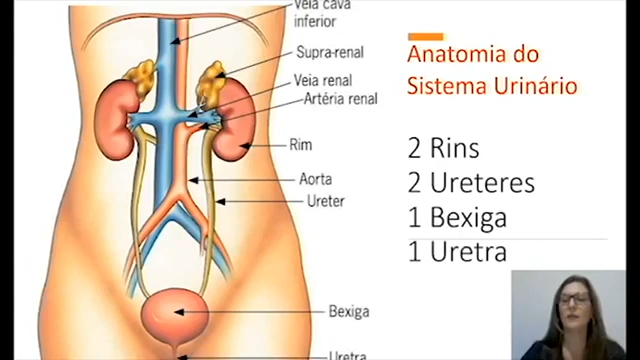 Veia cava
inferior
Supra-renal
Veia renal
Artéria renal
Rim
Aorta
Ureter
Bexiga
Uretra
Anatomia do
Sistema Urinário
2 Rins
2 Ureteres
1 Bexiga
1 Uretra